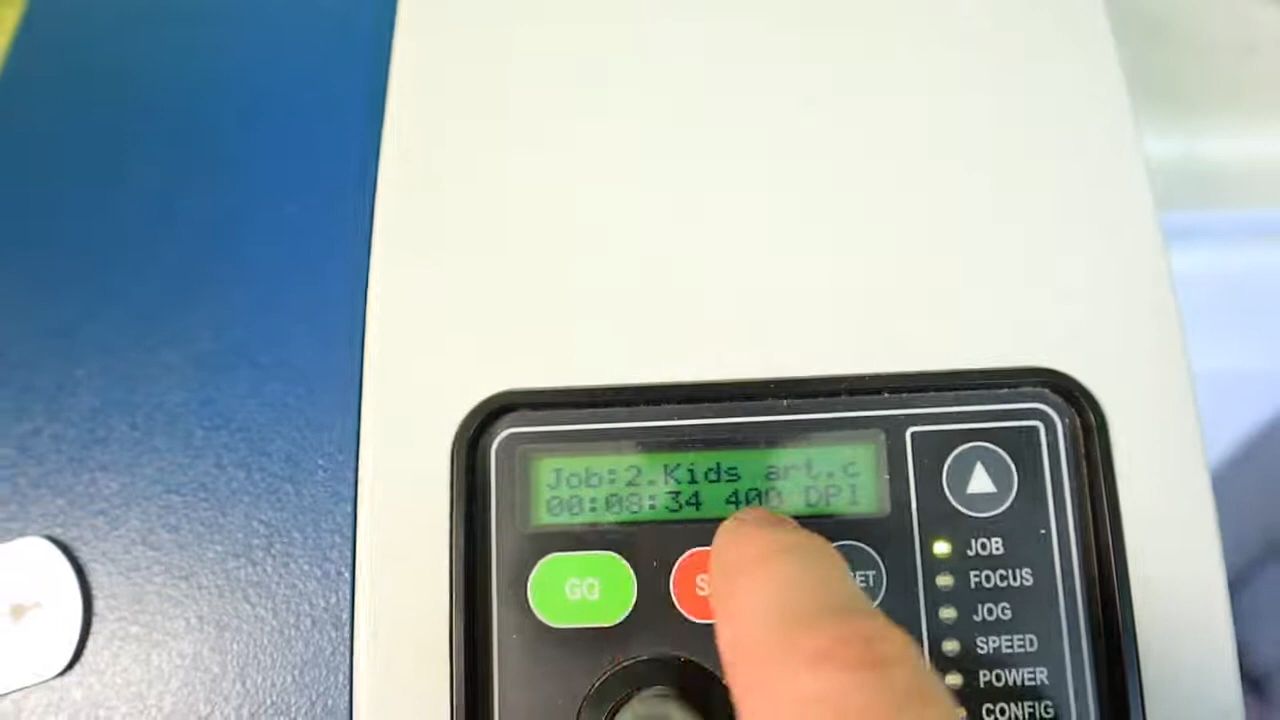 Job:2.Kids art.c
00:08:34 400 DPI
GO
JOB
FOCUS
JOG
SPEED
POWER
CONFIG